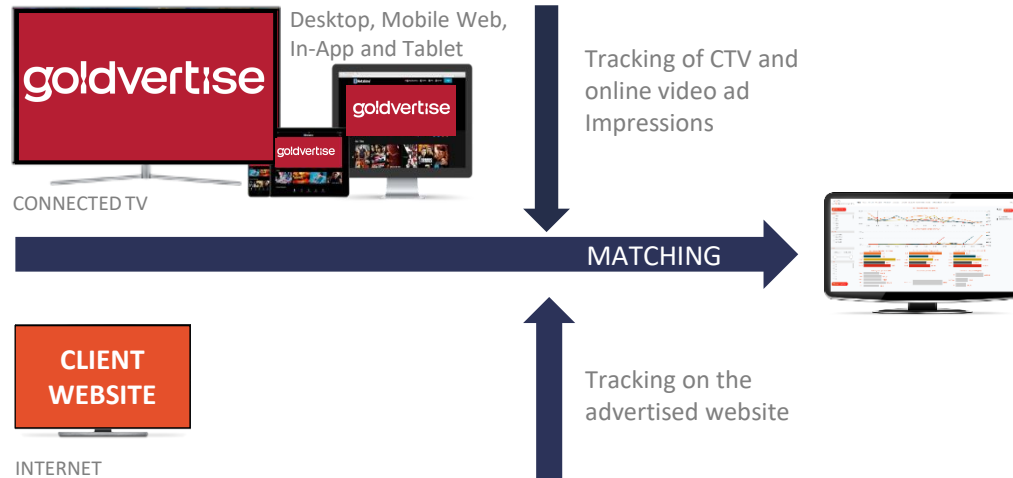 Desktop, Mobile Web,
In-App and Tablet
goldvertise
goldvertise
goldvertise
CONNECTED TV
Tracking of CTV and
online video ad
Impressions
MATCHING
CLIENT
WEBSITE
INTERNET
Tracking on the
advertised website